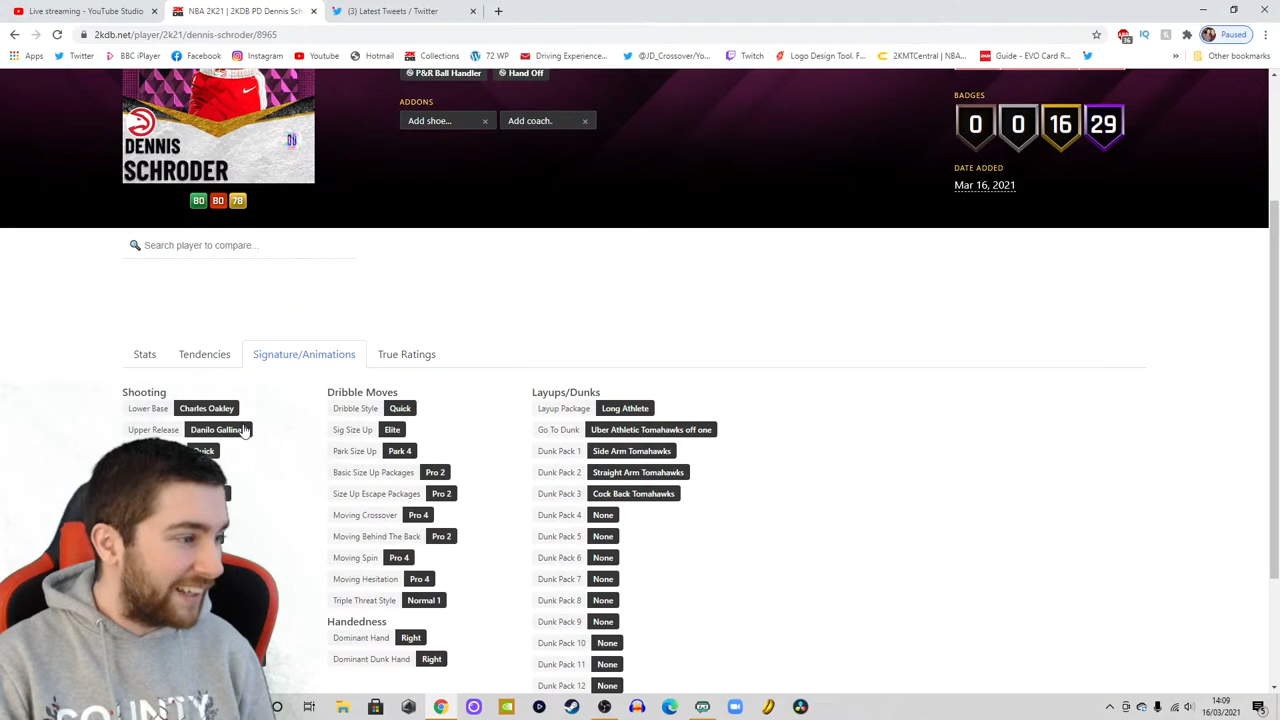 Live streaming - YouTube Studio
NBA 2K21 | 2KDB PD Dennis Sch
(3) Latest Tweets / Twitter
2kdb.net/player/2k21/dennis-schroder/8965
36
IQ
Paused
Apps
Twitter
BBC iPlayer
Facebook
Instagram
Youtube
Hotmail
Collections
72 WP
Driving Experience...
@JD_Crossover/Yo...
Twitch
Logo Design Tool. F...
2KMTCentral | NBA...
Guide - EVO Card R...
»
Other bookmarks
P&R Ball Handler
Hand Off
ADDONS
Add shoe... ×
Add coach. ×
BADGES
0 0 16 29
DATE ADDED
Mar 16, 2021
DENNIS
SCHRODER
80 80 78
Search player to compare...
Stats
Tendencies
Signature/Animations
True Ratings
Shooting
Lower Base Charles Oakley
Upper Release Danilo Gallina
Quick
Dribble Moves
Dribble Style Quick
Sig Size Up Elite
Park Size Up Park 4
Basic Size Up Packages Pro 2
Size Up Escape Packages Pro 2
Moving Crossover Pro 4
Moving Behind The Back Pro 2
Moving Spin Pro 4
Moving Hesitation Pro 4
Triple Threat Style Normal 1
Handedness
Dominant Hand Right
Dominant Dunk Hand Right
Layups/Dunks
Layup Package Long Athlete
Go To Dunk Uber Athletic Tomahawks off one
Dunk Pack 1 Side Arm Tomahawks
Dunk Pack 2 Straight Arm Tomahawks
Dunk Pack 3 Cock Back Tomahawks
Dunk Pack 4 None
Dunk Pack 5 None
Dunk Pack 6 None
Dunk Pack 7 None
Dunk Pack 8 None
Dunk Pack 9 None
Dunk Pack 10 None
Dunk Pack 11 None
Dunk Pack 12 None
COUNTY
14:09
16/03/2021